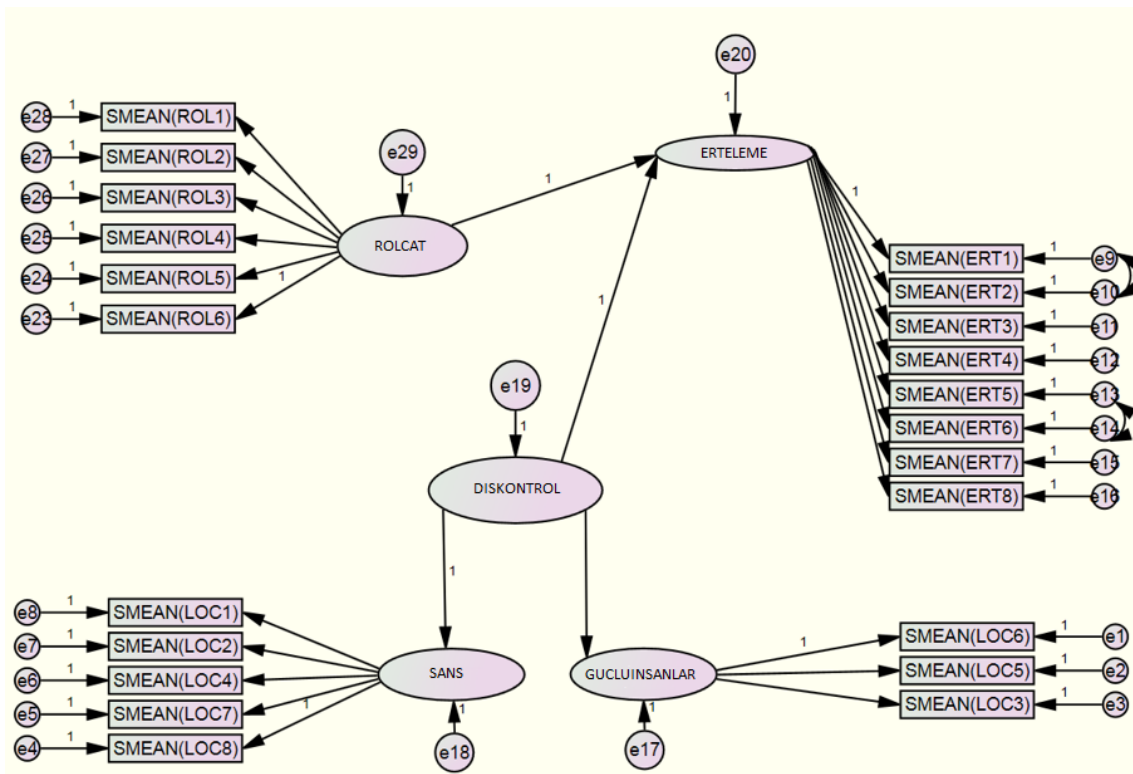 e20
1
e28 1 SMEAN(ROL1)
e27 1 SMEAN(ROL2)
e29
1
ERTELEME
e26 1 SMEAN(ROL3)
1
1
e25 1 SMEAN(ROL4)
ROLCAT
e24 1 SMEAN(ROL5)
1
e23 1 SMEAN(ROL6)
1
SMEAN(ERT1) 1 e9
SMEAN(ERT2) 1 e10
SMEAN(ERT3) 1 e11
SMEAN(ERT4) 1 e12
SMEAN(ERT5) 1 e13
SMEAN(ERT6) 1 e14
SMEAN(ERT7) 1 e15
SMEAN(ERT8) 1 e16
1
e19
1
DISKONTROL
1
e8 1 SMEAN(LOC1)
e7 1 SMEAN(LOC2)
e6 1 SMEAN(LOC4)
e5 1 SMEAN(LOC7)
e4 1 SMEAN(LOC8)
1
SANS
1
e18
GUCLUINSANLAR
1
e17
1
SMEAN(LOC6) 1 e1
SMEAN(LOC5) 1 e2
SMEAN(LOC3) 1 e3